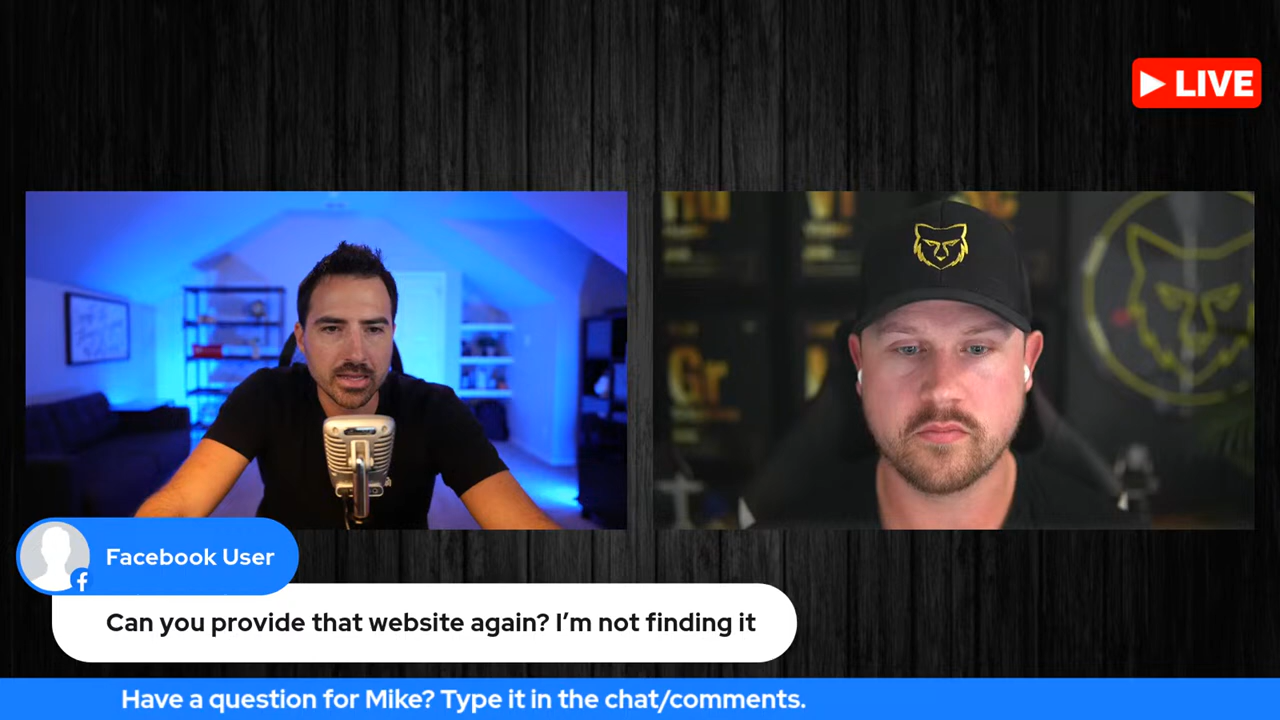 LIVE
Gr
Facebook User
Can you provide that website again? I'm not finding it
Have a question for Mike? Type it in the chat/comments.